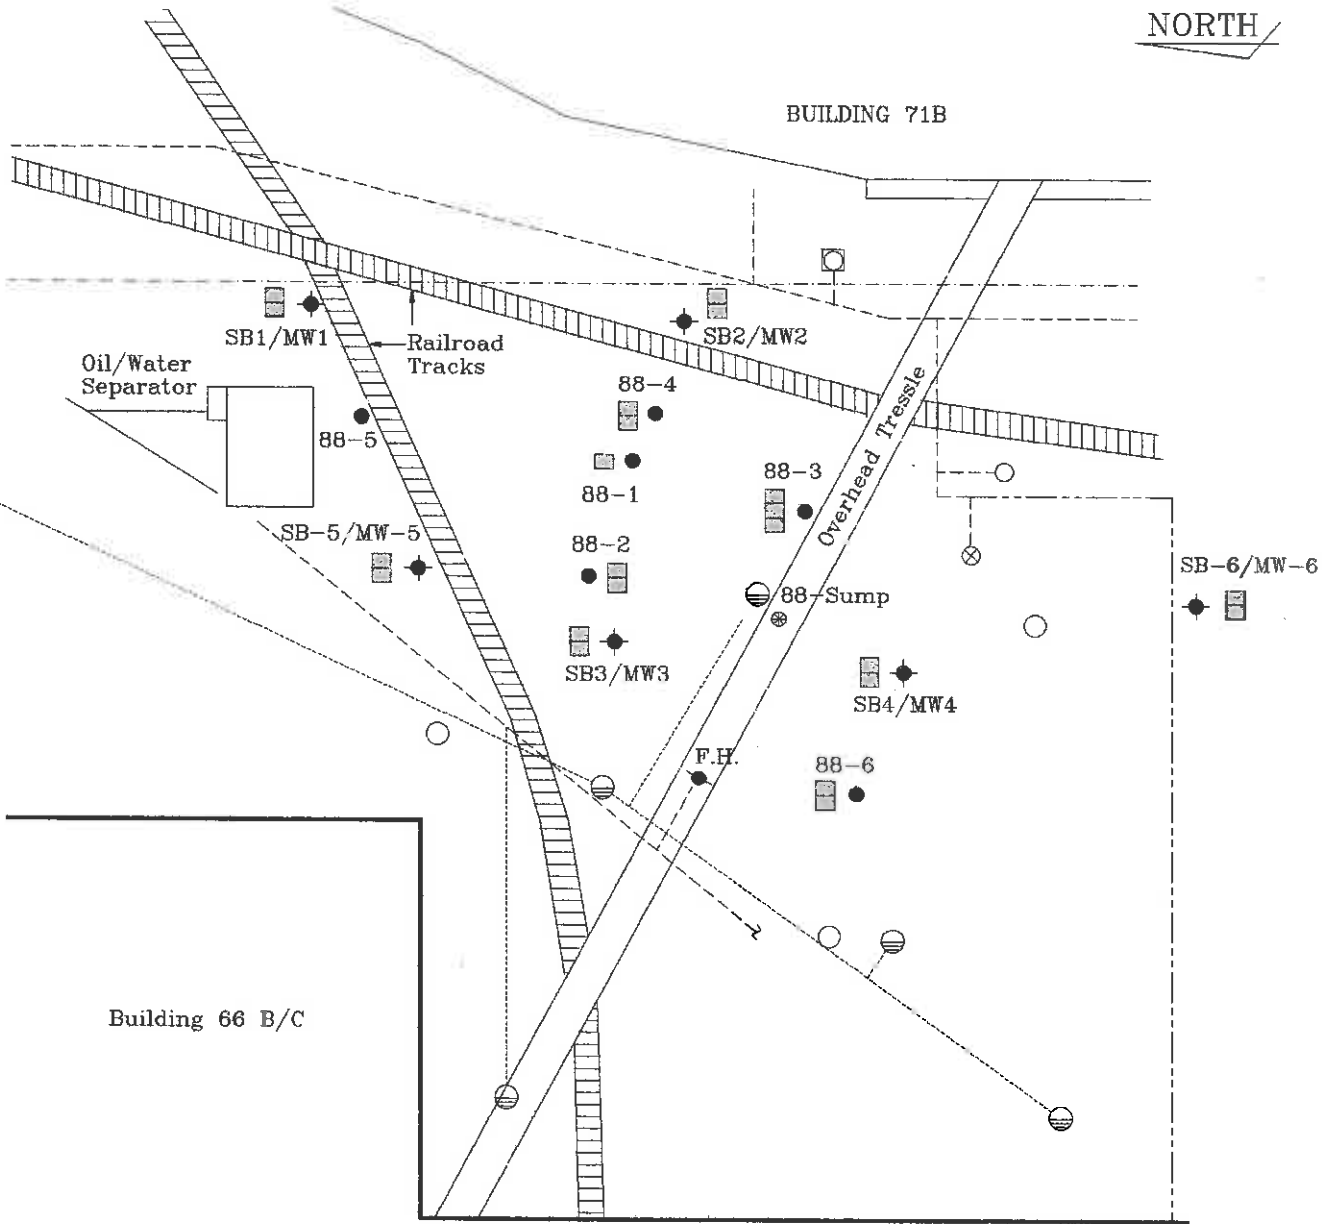 NORTH
BUILDING 71B
SB1/MW1
SB2/MW2
Railroad
Tracks
Oil/Water
Separator
88-4
88-5
88-1
88-3
Overhead Tressle
SB-5/MW-5
88-2
88-Sump
SB-6/MW-6
SB3/MW3
SB4/MW4
F.H.
88-6
Building 66 B/C